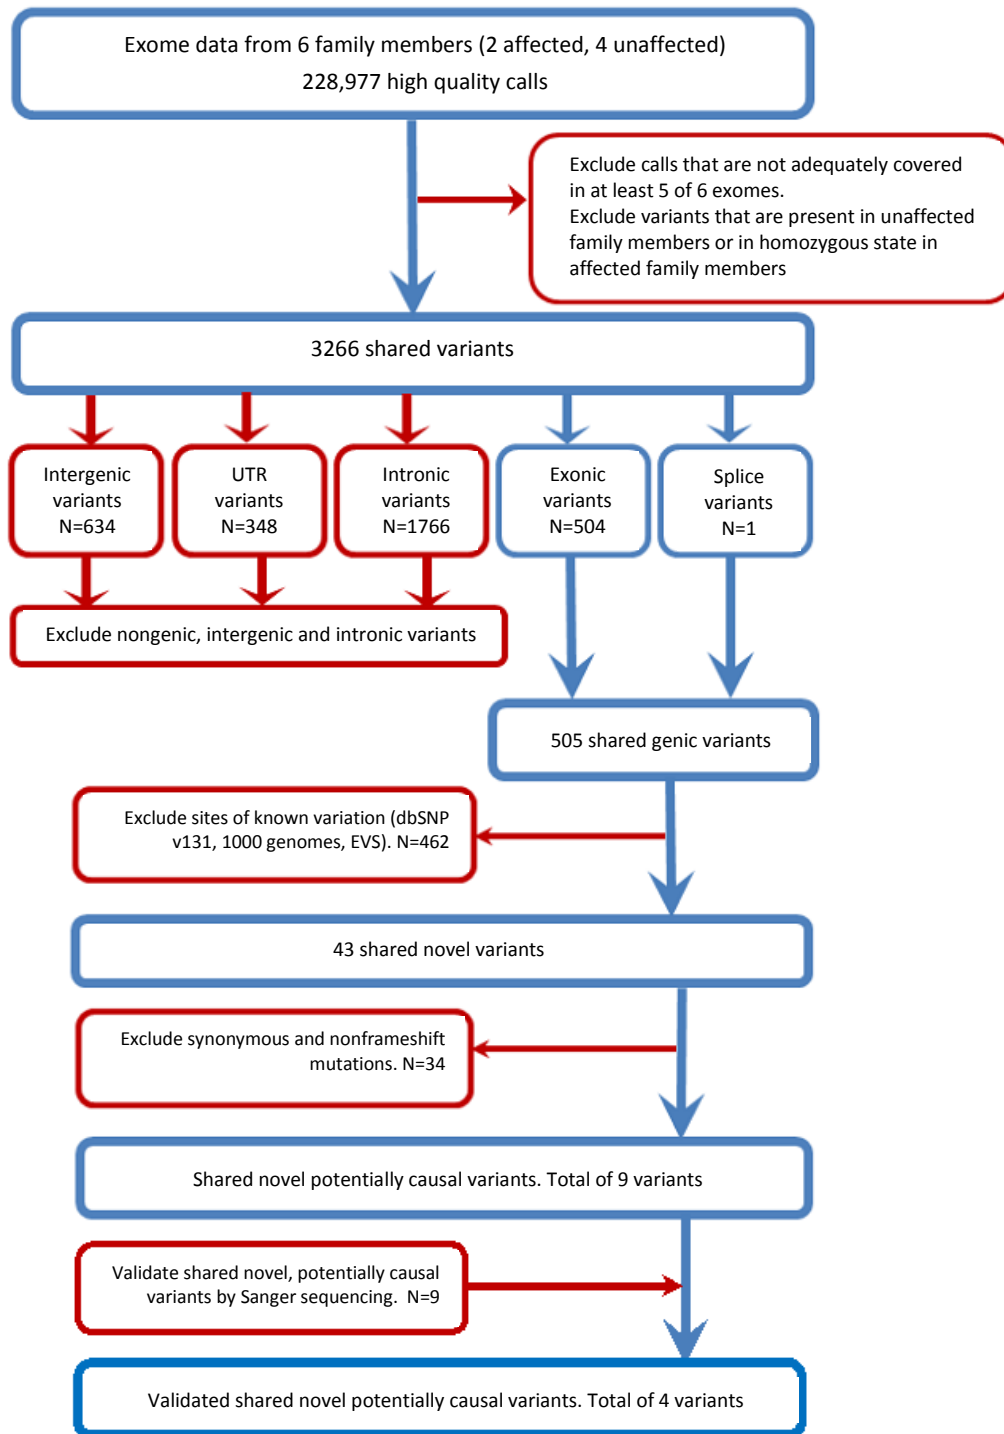 Exome data from 6 family members (2 affected, 4 unaffected)
228,977 high quality calls
Exclude calls that are not adequately covered
in at least 5 of 6 exomes.
Exclude variants that are present in unaffected
family members or in homozygous state in
affected family members
3266 shared variants
Intergenic
variants
N=634
UTR
variants
N=348
Intronic
variants
N=1766
Exonic
variants
N=504
Splice
variants
N=1
Exclude nongenic, intergenic and intronic variants
505 shared genic variants
Exclude sites of known variation (dbSNP
v131, 1000 genomes, EVS). N=462
43 shared novel variants
Exclude synonymous and nonframeshift
mutations. N=34
Shared novel potentially causal variants. Total of 9 variants
Validate shared novel, potentially causal
variants by Sanger sequencing.  N=9
Validated shared novel potentially causal variants. Total of 4 variants